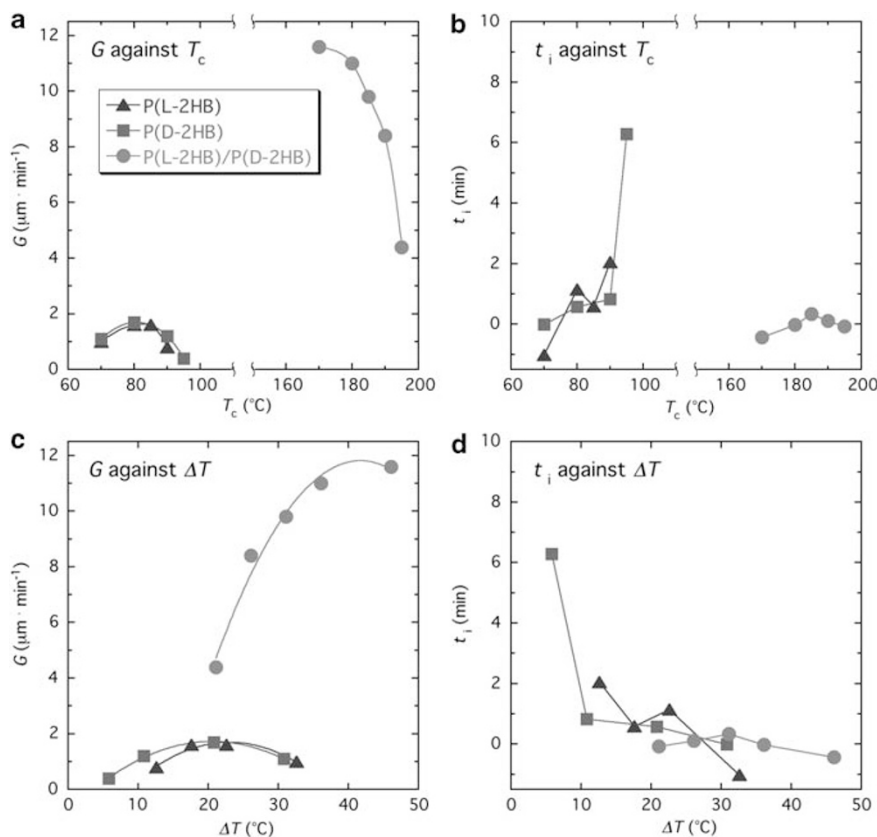 a
G against Tc
12
10
8
6
4
2
0
G (μm · min-1)
P(L-2HB)
P(D-2HB)
P(L-2HB)/P(D-2HB)
60 80 100 160 180 200
Tc (°C)
b
ti against Tc
10
8
6
4
2
0
ti (min)
60 80 100 160 180 200
Tc (°C)
c
G against ΔT
12
10
8
6
4
2
0
G (μm · min-1)
0 10 20 30 40 50
ΔT (°C)
d
ti against ΔT
10
8
6
4
2
0
ti (min)
0 10 20 30 40 50
ΔT (°C)